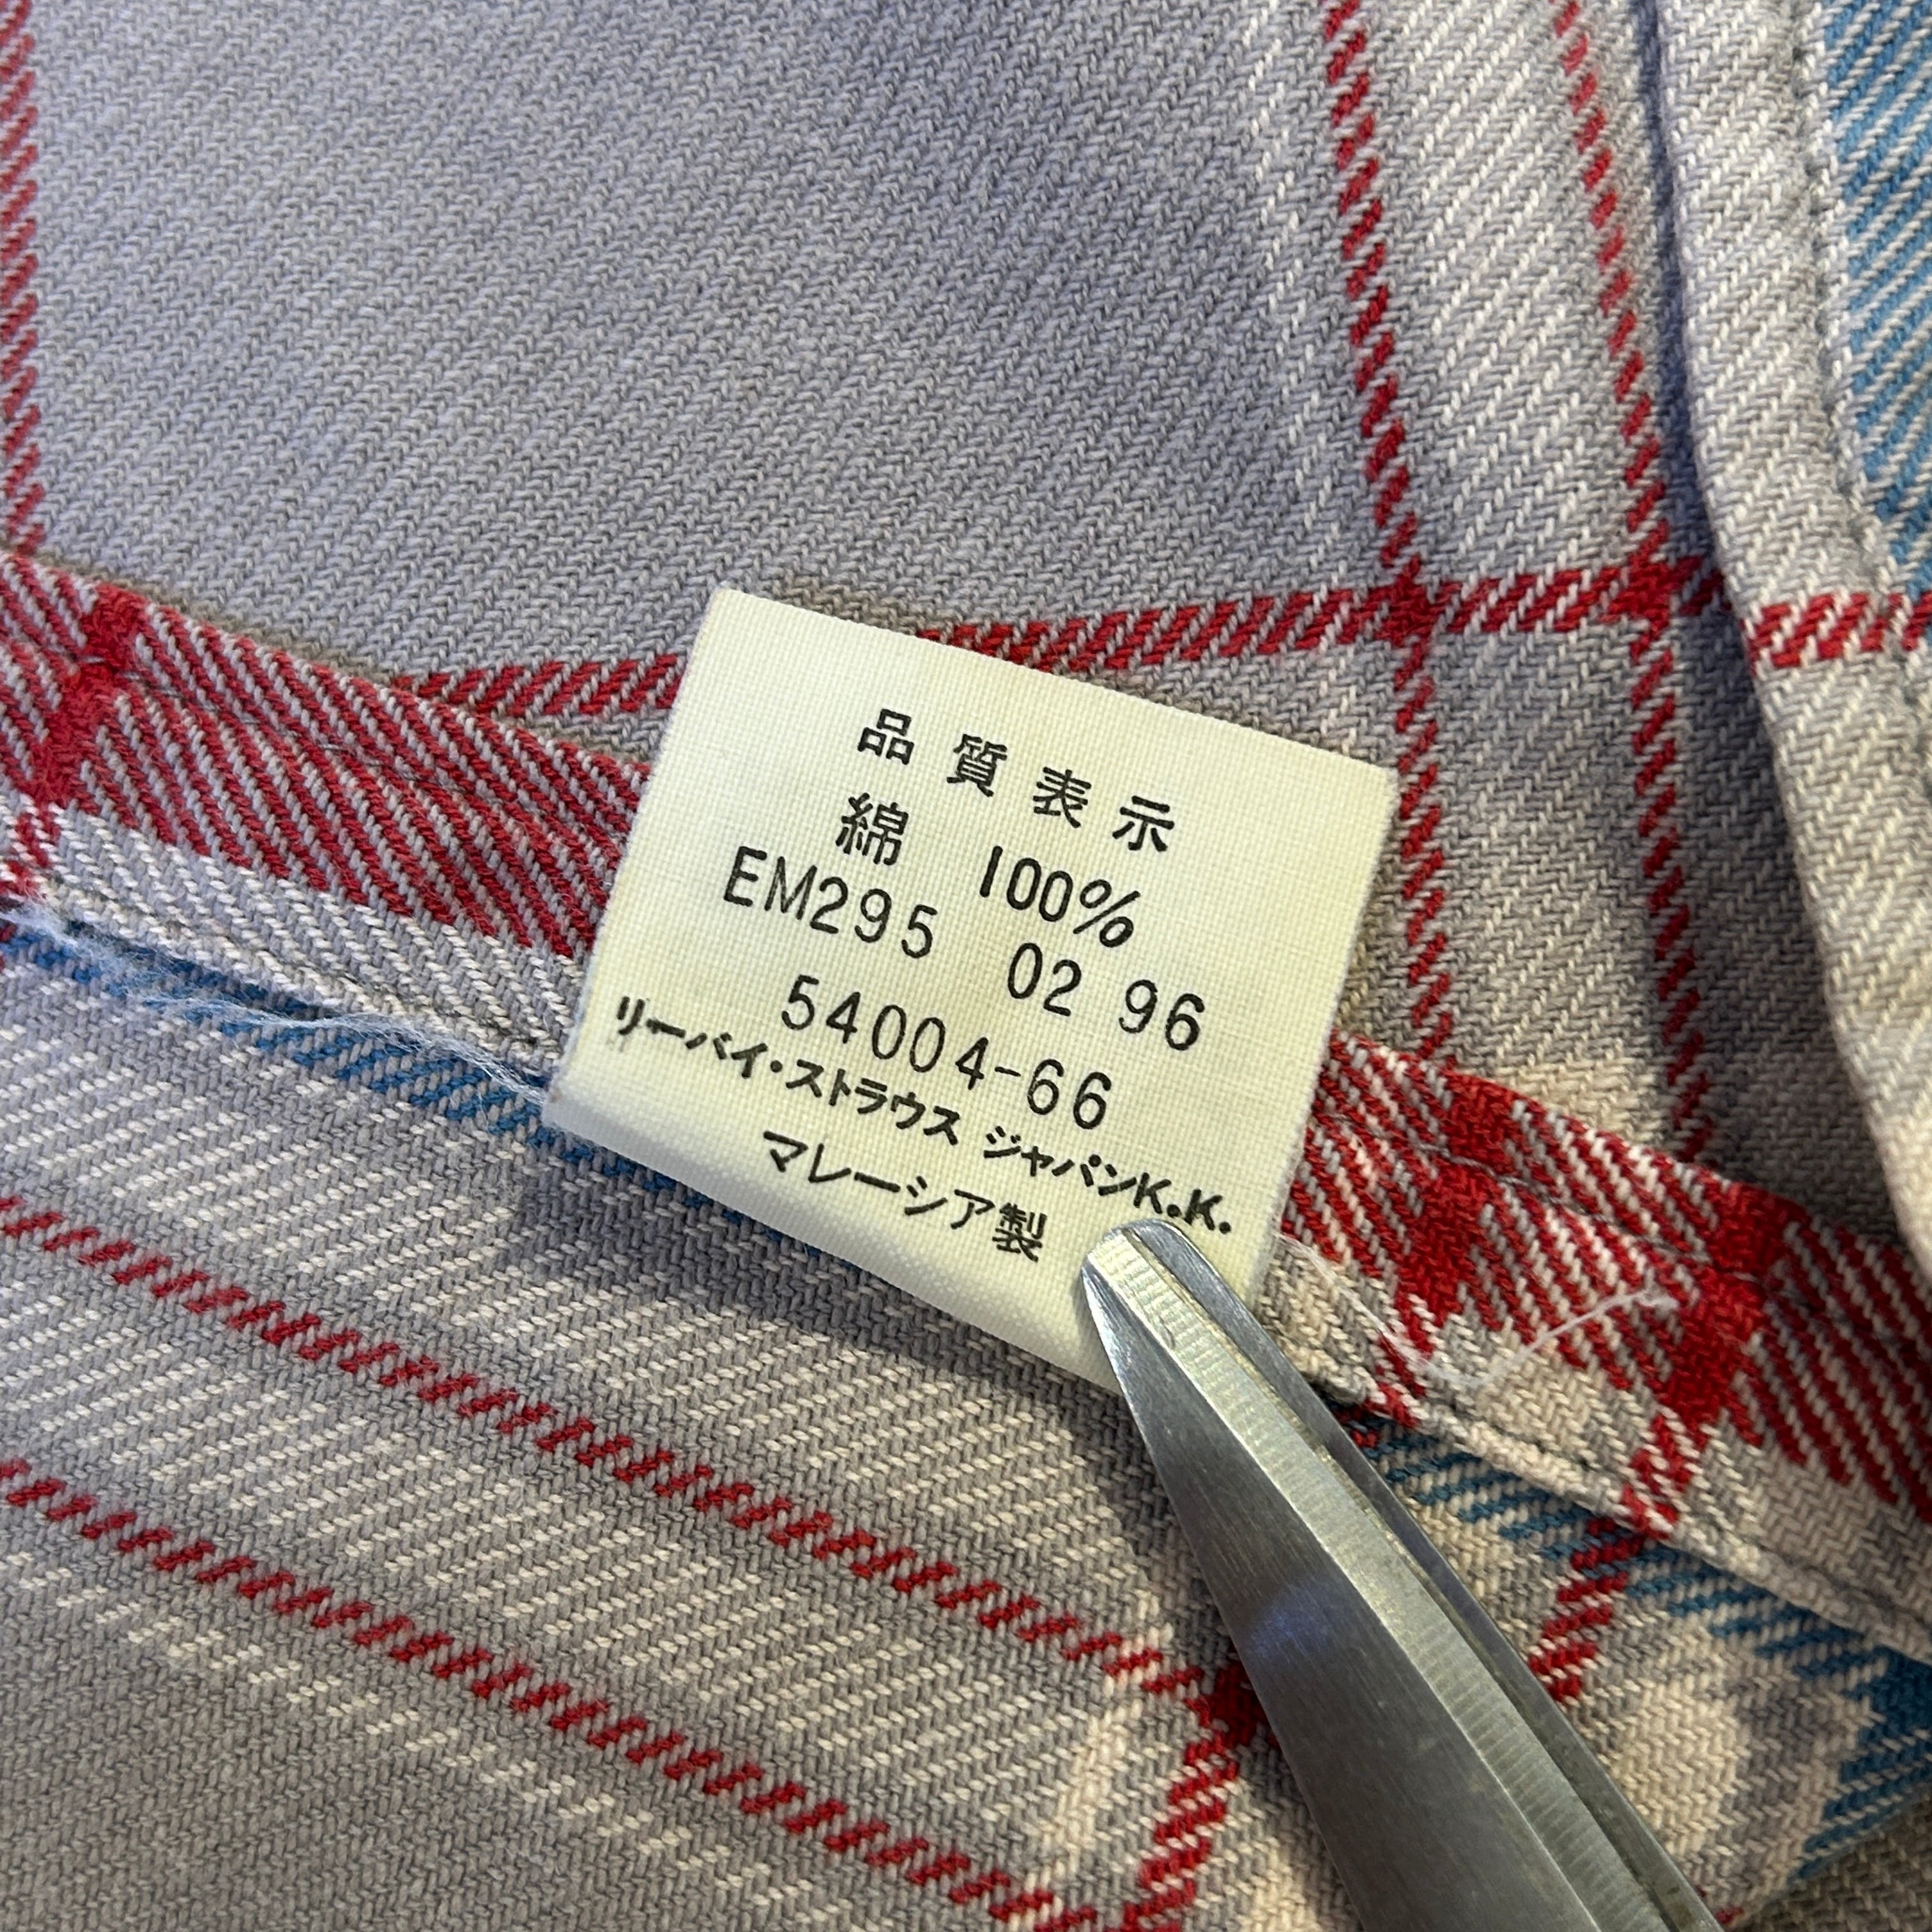 品質表示
綿 100%
EM295 02 96
54004-66
リーバイ・ストラウス ジャパンK.K.
マレーシア製